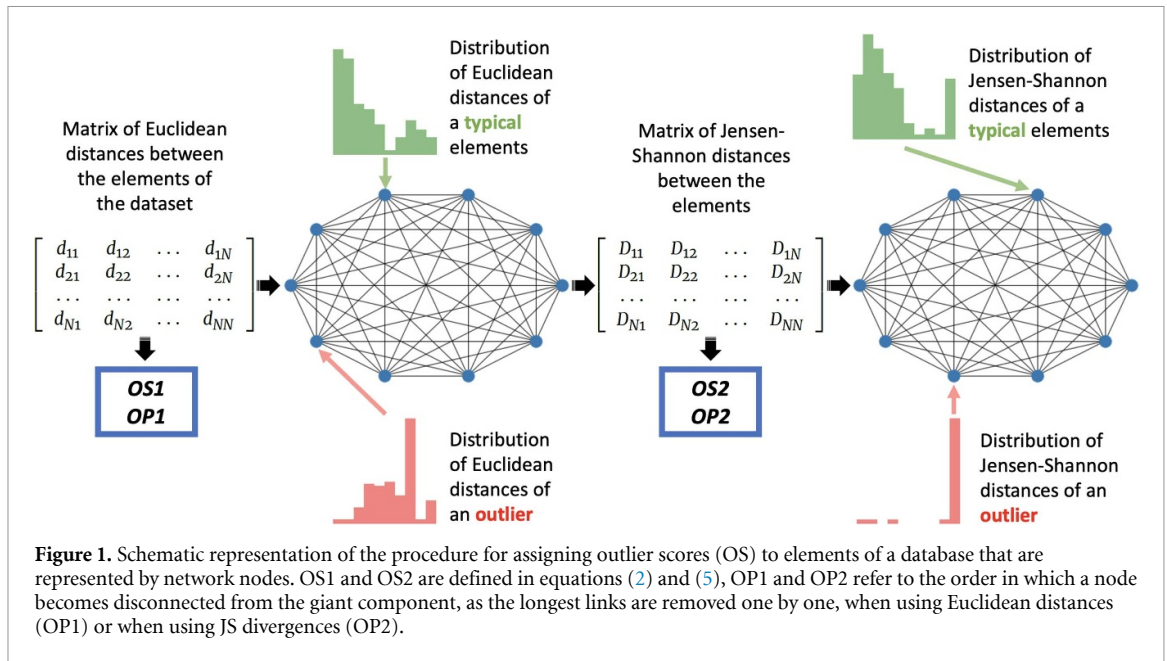 Distribution
of Euclidean
distances of
a typical
elements
Distribution of
Jensen-Shannon
distances of a
typical elements
Matrix of Euclidean
distances between
the elements of
the dataset
Matrix of Jensen-
Shannon distances
between the
elements
d11 d12 ... d1N
d21 d22 ... d2N
... ... ... ...
dN1 dN2 ... dNN
D11 D12 ... D1N
D21 D22 ... D2N
... ... ... ...
DN1 DN2 ... DNN
OS1
OP1
OS2
OP2
Distribution
of Euclidean
distances of
an outlier
Distribution of
Jensen-Shannon
distances of an
outlier
Figure 1. Schematic representation of the procedure for assigning outlier scores (OS) to elements of a database that are
represented by network nodes. OS1 and OS2 are defined in equations (2) and (5), OP1 and OP2 refer to the order in which a node
becomes disconnected from the giant component, as the longest links are removed one by one, when using Euclidean distances
(OP1) or when using JS divergences (OP2).